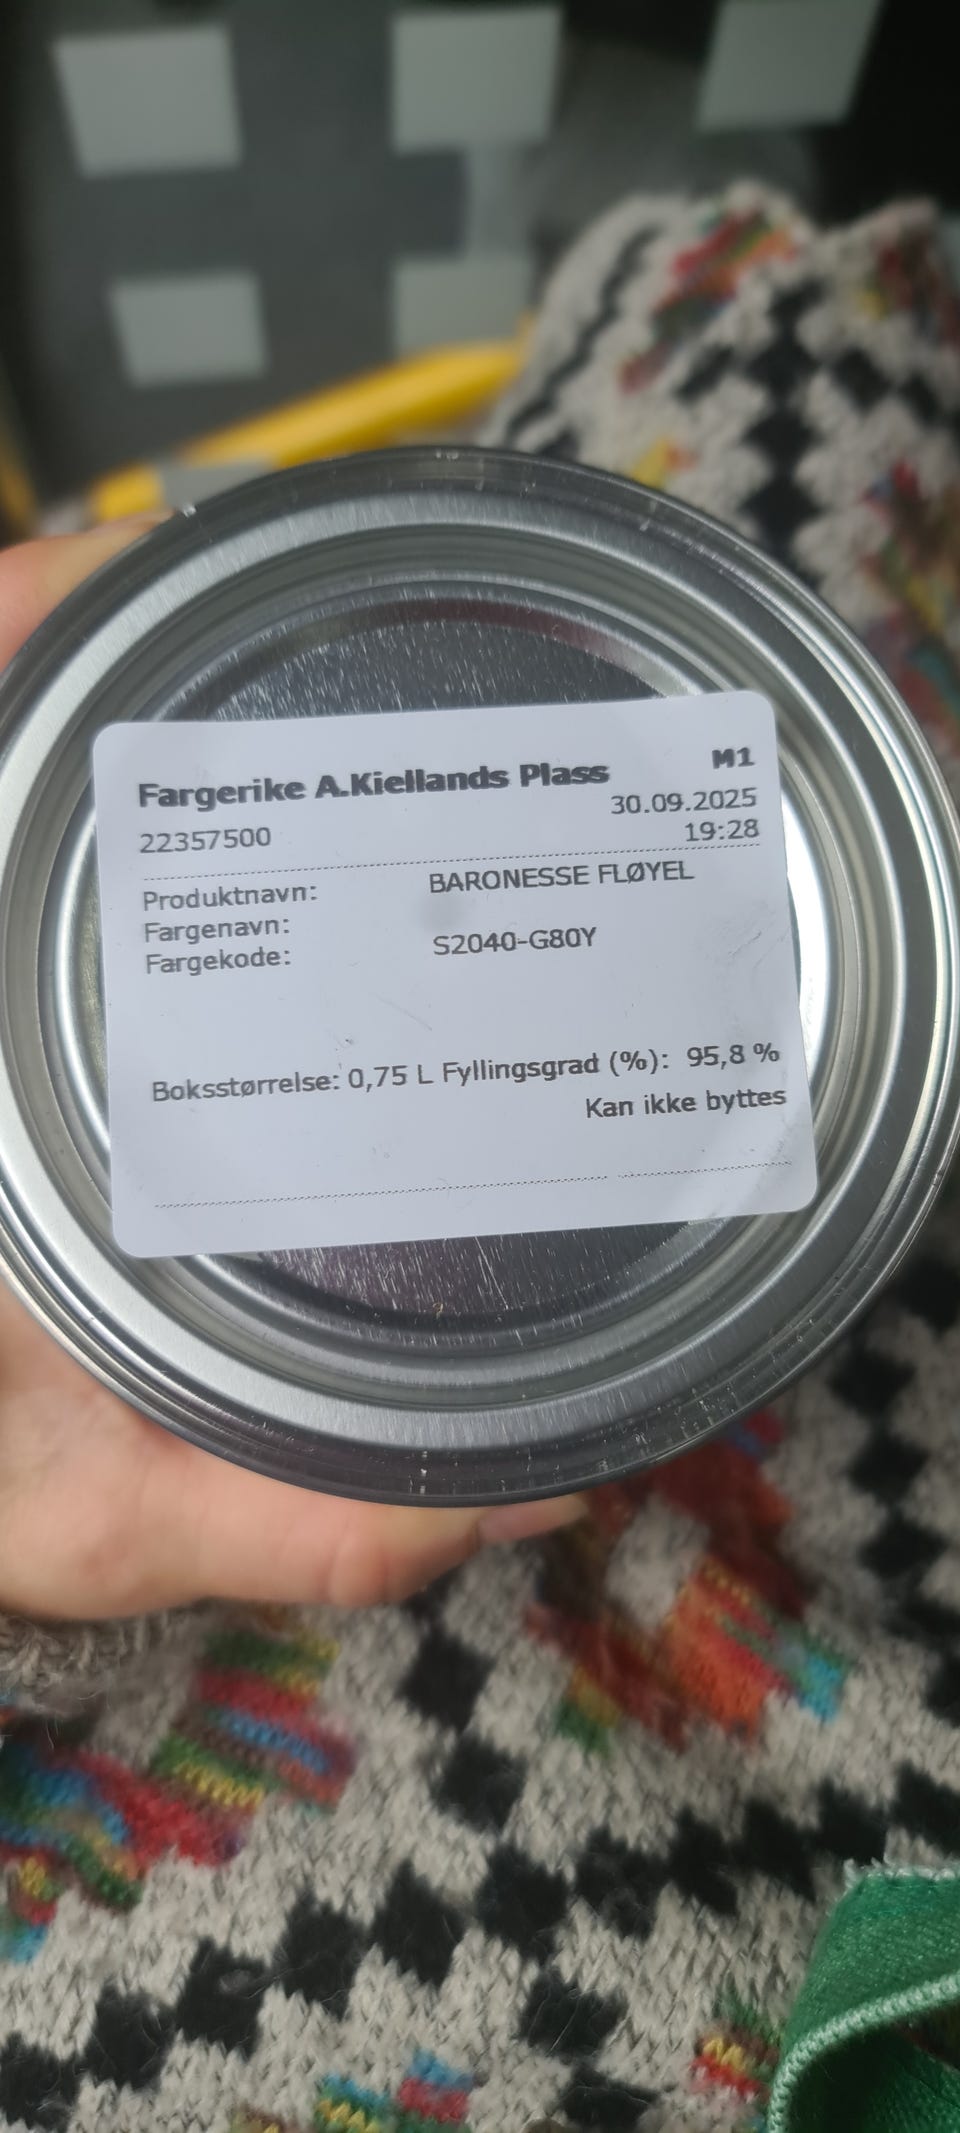 Fargerike A.Kiellands Plass M1
22357500 30.09.2025
19:28
Produktnavn: BARONESSE FLØYEL
Fargenavn:
Fargekode: S2040-G80Y
Boksstørrelse: 0,75 L Fyllingsgrad (%): 95,8 %
Kan ikke byttes